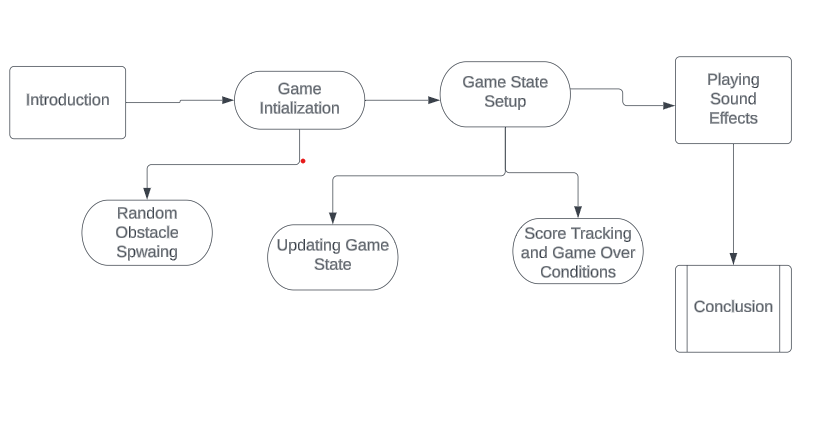 Introduction
Game
Intialization
Game State
Setup
Playing
Sound
Effects
Random
Obstacle
Spwaing
Updating Game
State
Score Tracking
and Game Over
Conditions
Conclusion